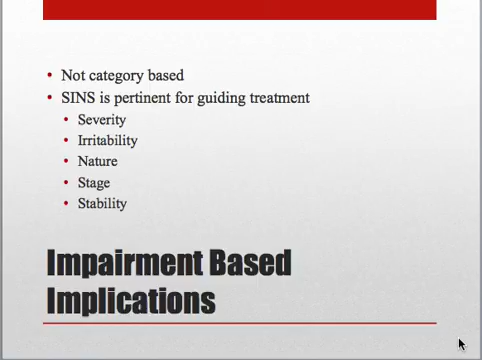 Not category based
SINS is pertinent for guiding treatment
Severity
Irritability
Nature
Stage
Stability
Impairment Based
Implications